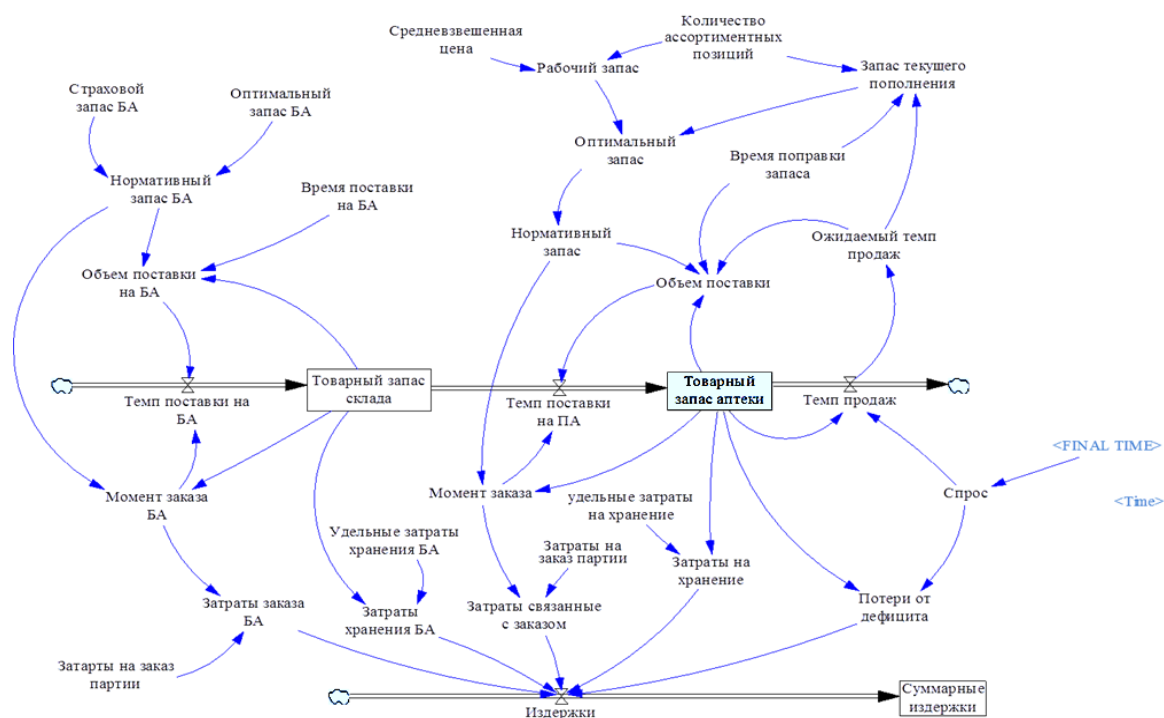 Средневзвешенная
цена
Количество
ассортиментных
позиций
Рабочий запас
Запас текушего
пополнения
Страховой
запас БА
Оптимальный
запас БА
Оптимальный
запас
Время поправки
запаса
Нормативный
запас БА
Время поставки
на БА
Нормативный
запас
Ожидаемый темп
продаж
Объем поставки
на БА
Объем поставки
Темп поставки на
БА
Товарный запас
склада
Темп поставки
на ПА
Товарный
запас аптеки
Темп продаж
<FINAL TIME>
Момент заказа
БА
Момент заказа
удельные затраты
на хранение
Спрос
<Time>
Удельные затраты
хранения БА
Затраты на
заказ партии
Затраты на
хранение
Затраты заказа
БА
Затраты
хранения БА
Затраты связанные
с заказом
Потери от
дефицита
Затарты на заказ
партии
Издержки
Суммарные
издержки